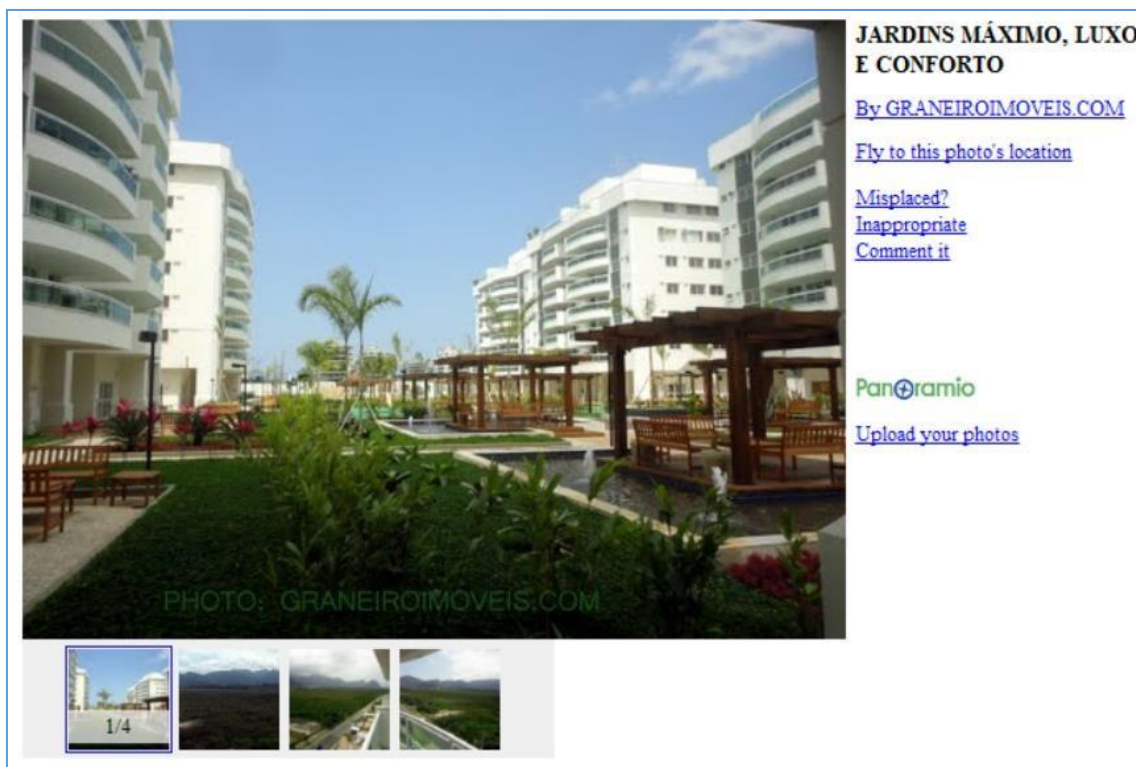 JARDINS MÁXIMO, LUXO
E CONFORTO
By GRANEIROIMOVEIS.COM
Fly to this photo's location
Misplaced?
Inappropriate
Comment it
Panoramio
Upload your photos
PHOTO: GRANEIROIMOVEIS.COM
1/4